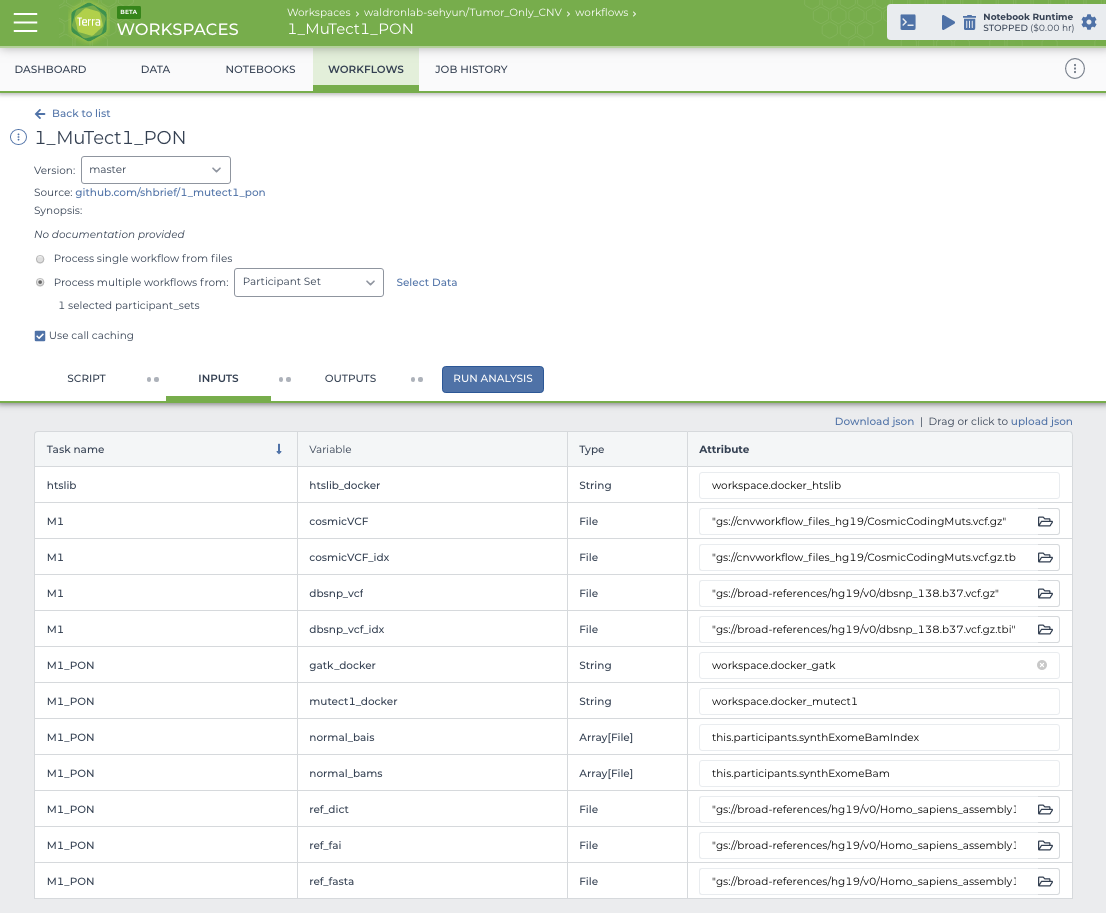 Terra
BETA
WORKSPACES
Workspaces › waldronlab-sehyun/Tumor_Only_CNV › workflows ›
1_MuTect1_PON
Notebook Runtime
STOPPED ($0.00 hr)
DASHBOARD DATA NOTEBOOKS WORKFLOWS JOB HISTORY
Back to list
1_MuTect1_PON
Version: master
Source: github.com/shbrief/1_mutect1_pon
Synopsis:
No documentation provided
Process single workflow from files
Process multiple workflows from: Participant Set Select Data
1 selected participant_sets
Use call caching
SCRIPT INPUTS OUTPUTS RUN ANALYSIS
Download json | Drag or click to upload json
Task name Variable Type Attribute
htslib htslib_docker String workspace.docker_htslib
M1 cosmicVCF File "gs://cnvworkflow_files_hg19/CosmicCodingMuts.vcf.gz"
M1 cosmicVCF_idx File "gs://cnvworkflow_files_hg19/CosmicCodingMuts.vcf.gz.tb
M1 dbsnp_vcf File "gs://broad-references/hg19/v0/dbsnp_138.b37.vcf.gz"
M1 dbsnp_vcf_idx File "gs://broad-references/hg19/v0/dbsnp_138.b37.vcf.gz.tbi"
M1_PON gatk_docker String workspace.docker_gatk
M1_PON mutect1_docker String workspace.docker_mutect1
M1_PON normal_bais Array[File] this.participants.synthExomeBamIndex
M1_PON normal_bams Array[File] this.participants.synthExomeBam
M1_PON ref_dict File "gs://broad-references/hg19/v0/Homo_sapiens_assembly1
M1_PON ref_fai File "gs://broad-references/hg19/v0/Homo_sapiens_assembly1
M1_PON ref_fasta File "gs://broad-references/hg19/v0/Homo_sapiens_assembly1